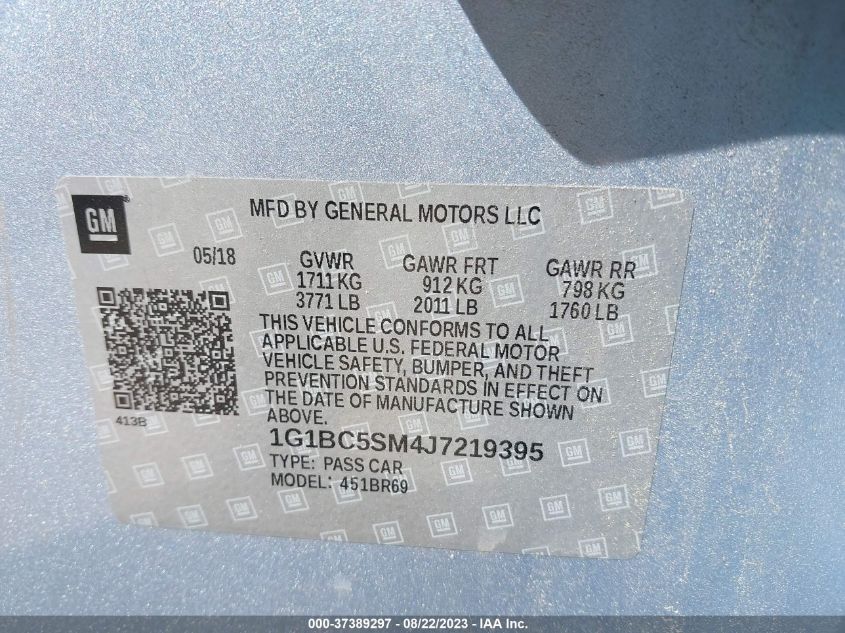 GM
MFD BY GENERAL MOTORS LLC
05/18
GVWR GAWR FRT GAWR RR
1711 KG 912 KG 798 KG
3771 LB 2011 LB 1760 LB
THIS VEHICLE CONFORMS TO ALL
APPLICABLE U.S. FEDERAL MOTOR
VEHICLE SAFETY, BUMPER, AND THEFT
PREVENTION STANDARDS IN EFFECT ON
THE DATE OF MANUFACTURE SHOWN
ABOVE.
413B
1G1BC5SM4J7219395
TYPE: PASS CAR
MODEL: 451BR69
000-37389297 - 08/22/2023 - IAA